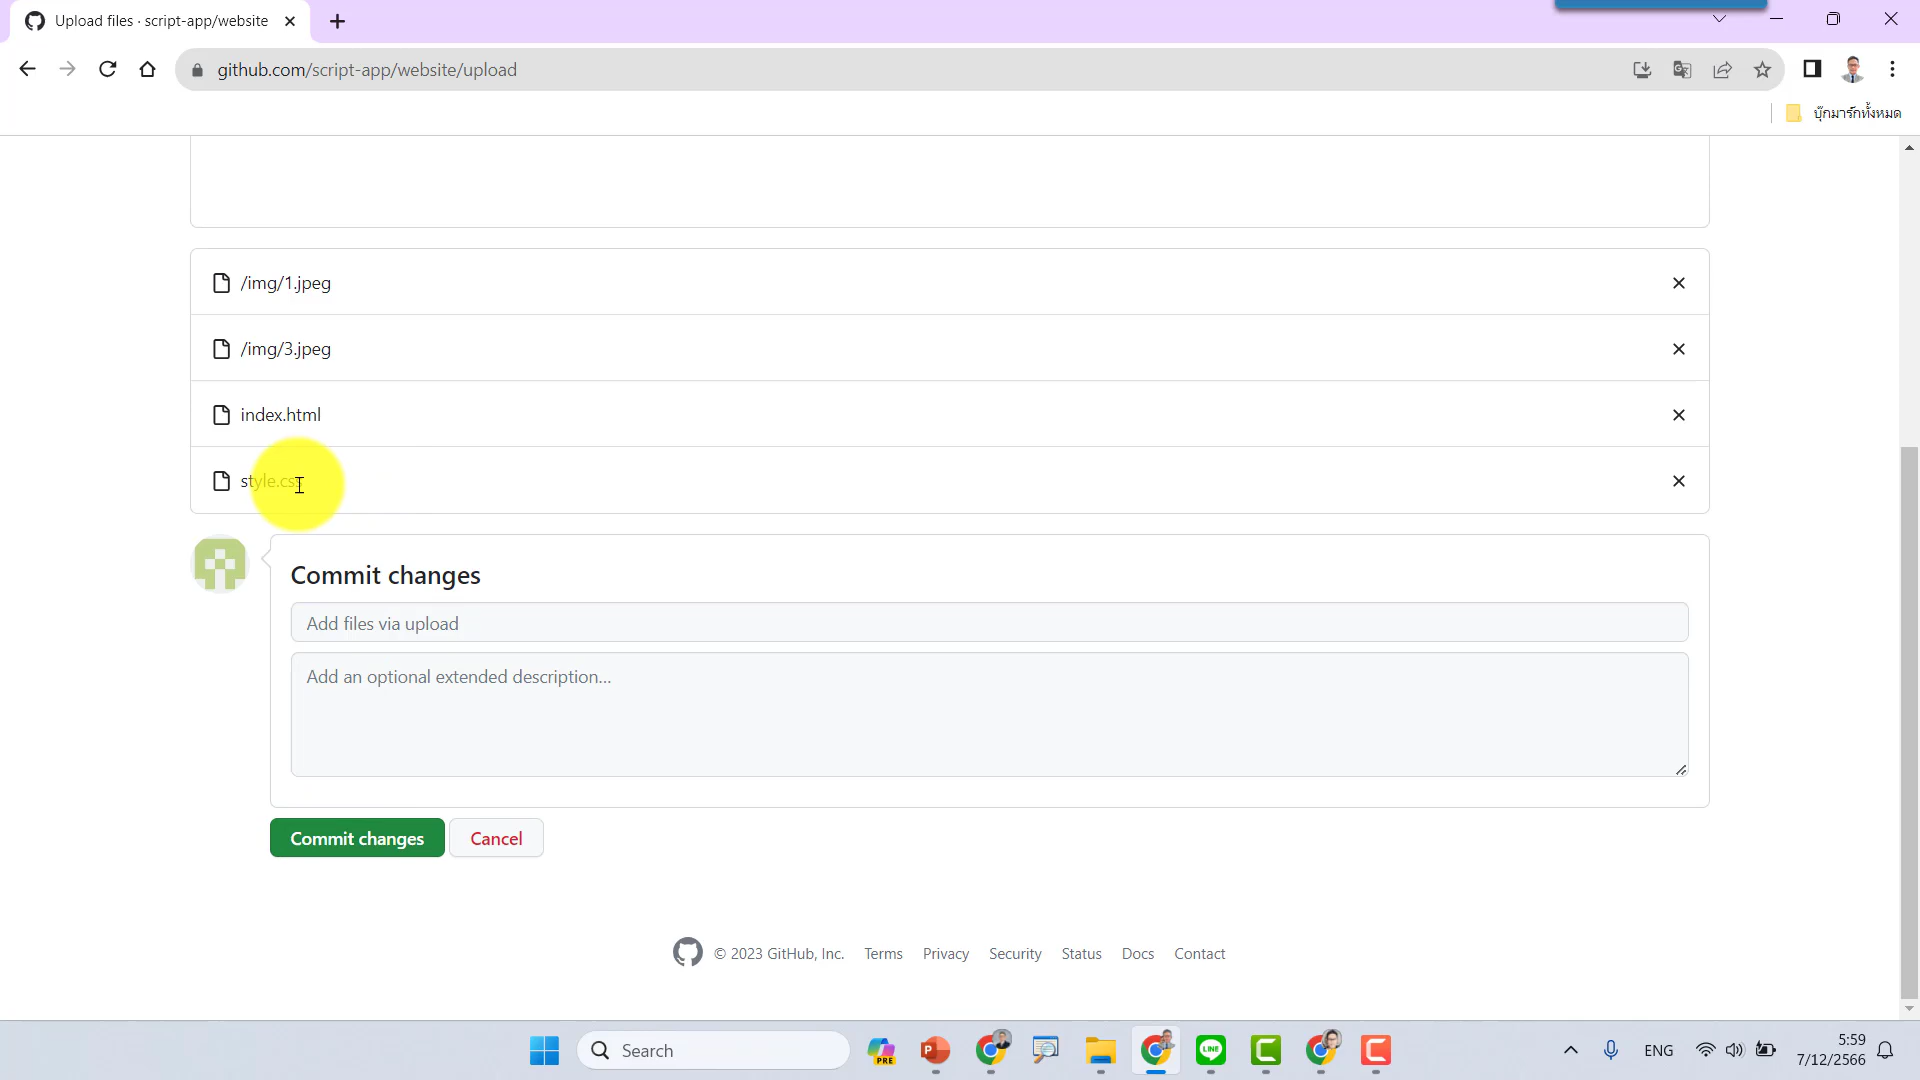 Upload files · script-app/website
github.com/script-app/website/upload
บุ๊กมาร์กทั้งหมด
/img/1.jpeg
/img/3.jpeg
index.html
style.css
Commit changes
Add files via upload
Add an optional extended description...
Commit changes
Cancel
© 2023 GitHub, Inc.
Terms
Privacy
Security
Status
Docs
Contact
Search
PRE
P
LINE
ENG
5:59
7/12/2566